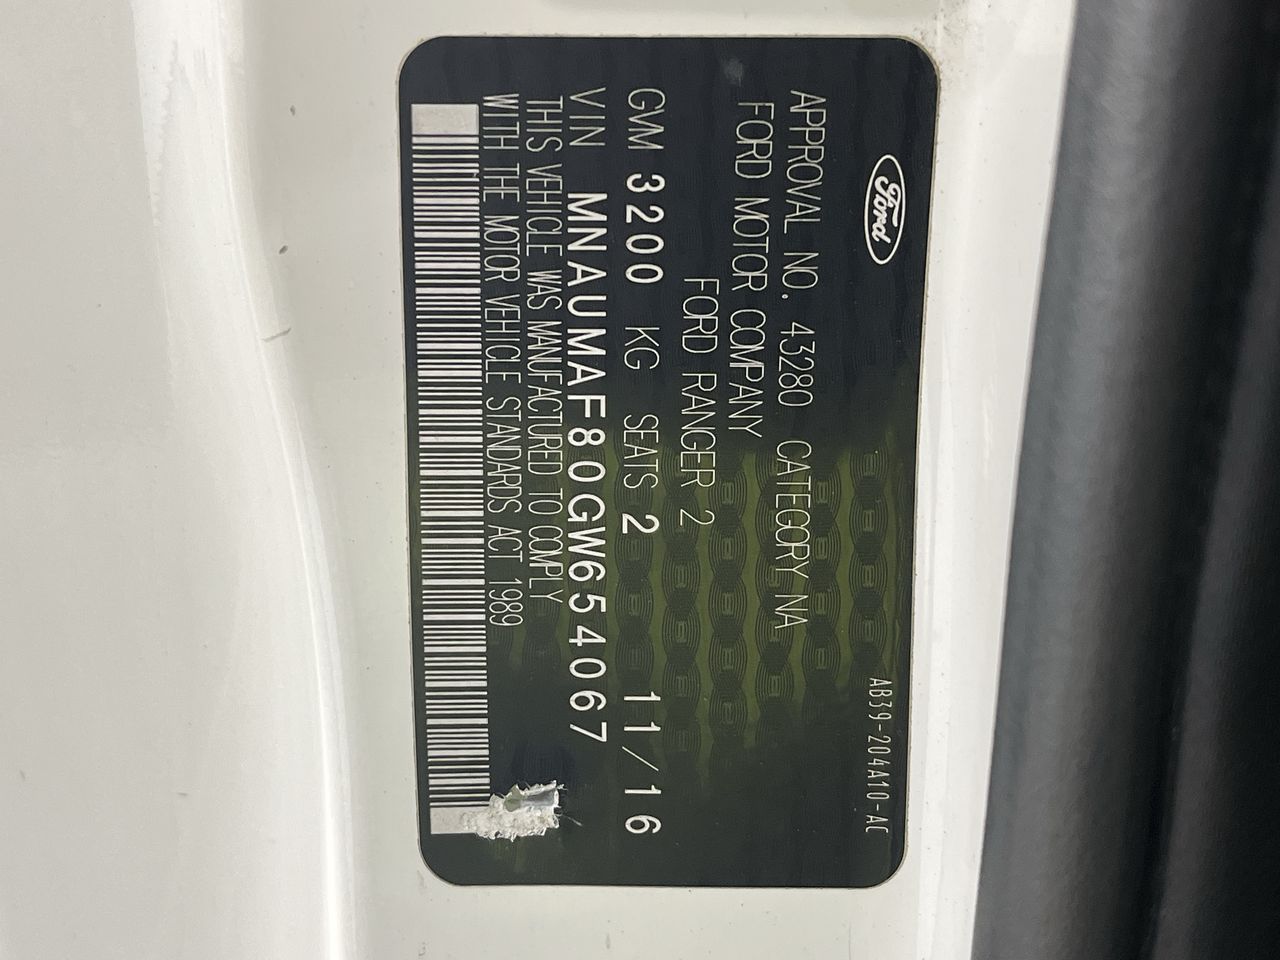 Ford
AB39-204A10-AC
APPROVAL NO. 43280 CATEGORY NA
FORD MOTOR COMPANY
FORD RANGER 2
GVM 3200 KG SEATS 2 11/16
VIN MNAUMAF80GW654067
THIS VEHICLE WAS MANUFACTURED TO COMPLY
WITH THE MOTOR VEHICLE STANDARDS ACT 1989